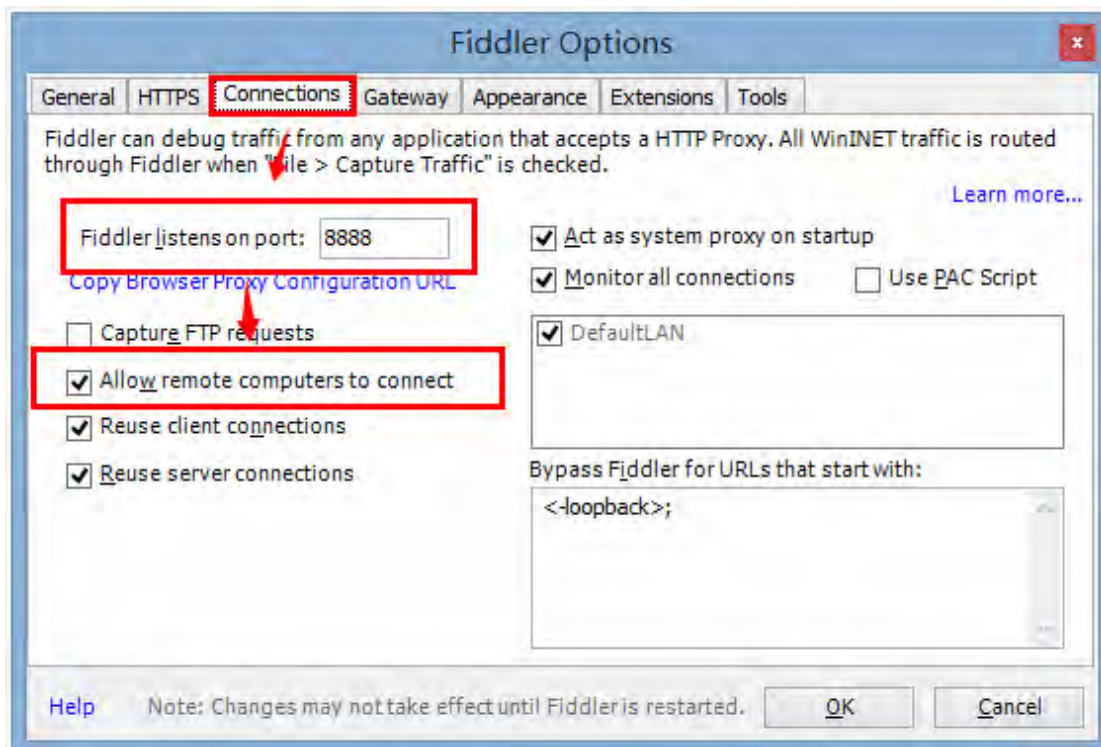 Fiddler Options
x
General HTTPS Connections Gateway Appearance Extensions Tools
Fiddler can debug traffic from any application that accepts a HTTP Proxy. All WinINET traffic is routed
through Fiddler when "File > Capture Traffic" is checked.
Learn more...
Fiddler listens on port: 8888
Copy Browser Proxy Configuration URL
Capture FTP requests
Allow remote computers to connect
Reuse client connections
Reuse server connections
Act as system proxy on startup
Monitor all connections Use PAC Script
DefaultLAN
Bypass Fiddler for URLs that start with:
<-loopback>;
Help Note: Changes may not take effect until Fiddler is restarted. OK Cancel